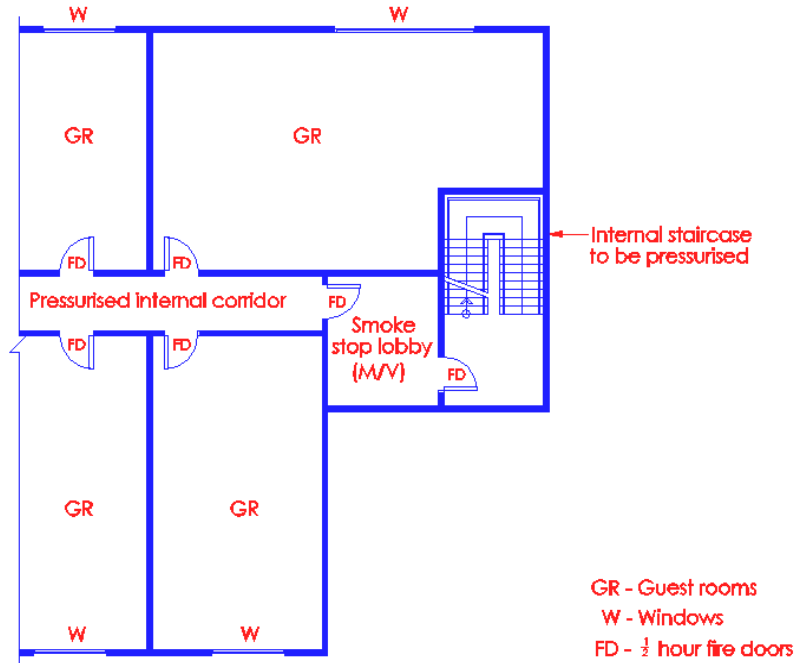 W
W
GR
GR
Internal staircase
to be pressurised
FD
FD
Pressurised internal corridor
FD
Smoke
stop lobby
(M/V)
FD
FD
FD
GR
GR
GR - Guest rooms
W - Windows
W
W
FD - ½ hour fire doors